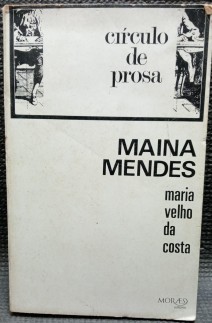 círculo
de
prosa
MAINA
MENDES
maria
velho
da
costa
MORAES